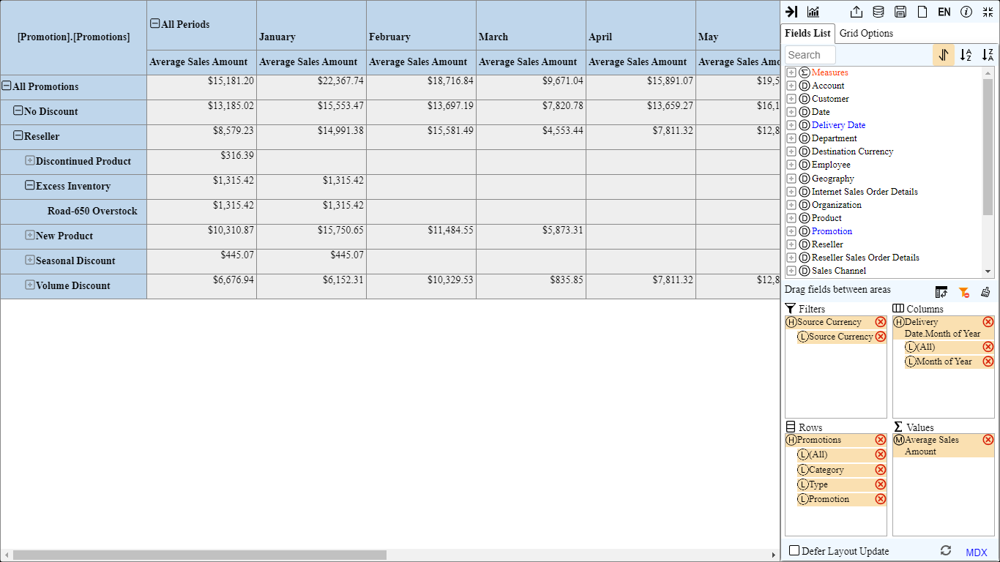 [Promotion].[Promotions]
All Periods
January
February
March
April
May
Average Sales Amount
Average Sales Amount
Average Sales Amount
Average Sales Amount
Average Sales Amount
Average Sales Amo
All Promotions
$15,181.20
$22,367.74
$18,716.84
$9,671.04
$15,891.07
$19,5
No Discount
$13,185.02
$15,553.47
$13,697.19
$7,820.78
$13,659.27
$16,1
Reseller
$8,579.23
$14,991.38
$15,581.49
$4,553.44
$7,811.32
$12,8
Discontinued Product
$316.39
Excess Inventory
$1,315.42
$1,315.42
Road-650 Overstock
$1,315.42
$1,315.42
New Product
$10,310.87
$15,750.65
$11,484.55
$5,873.31
Seasonal Discount
$445.07
$445.07
Volume Discount
$6,676.94
$6,152.31
$10,329.53
$835.85
$7,811.32
$12,8
EN
Fields List
Grid Options
Search
Measures
D Account
D Customer
D Date
D Delivery Date
D Department
D Destination Currency
D Employee
D Geography
D Internet Sales Order Details
D Organization
D Product
D Promotion
D Reseller
D Reseller Sales Order Details
D Sales Channel
Drag fields between areas
Filters
H Source Currency
L Source Currency
Columns
H Delivery
Date.Month of Year
L (All)
L Month of Year
Rows
H Promotions
L (All)
L Category
L Type
L Promotion
Σ Values
M Average Sales
Amount
Defer Layout Update
MDX